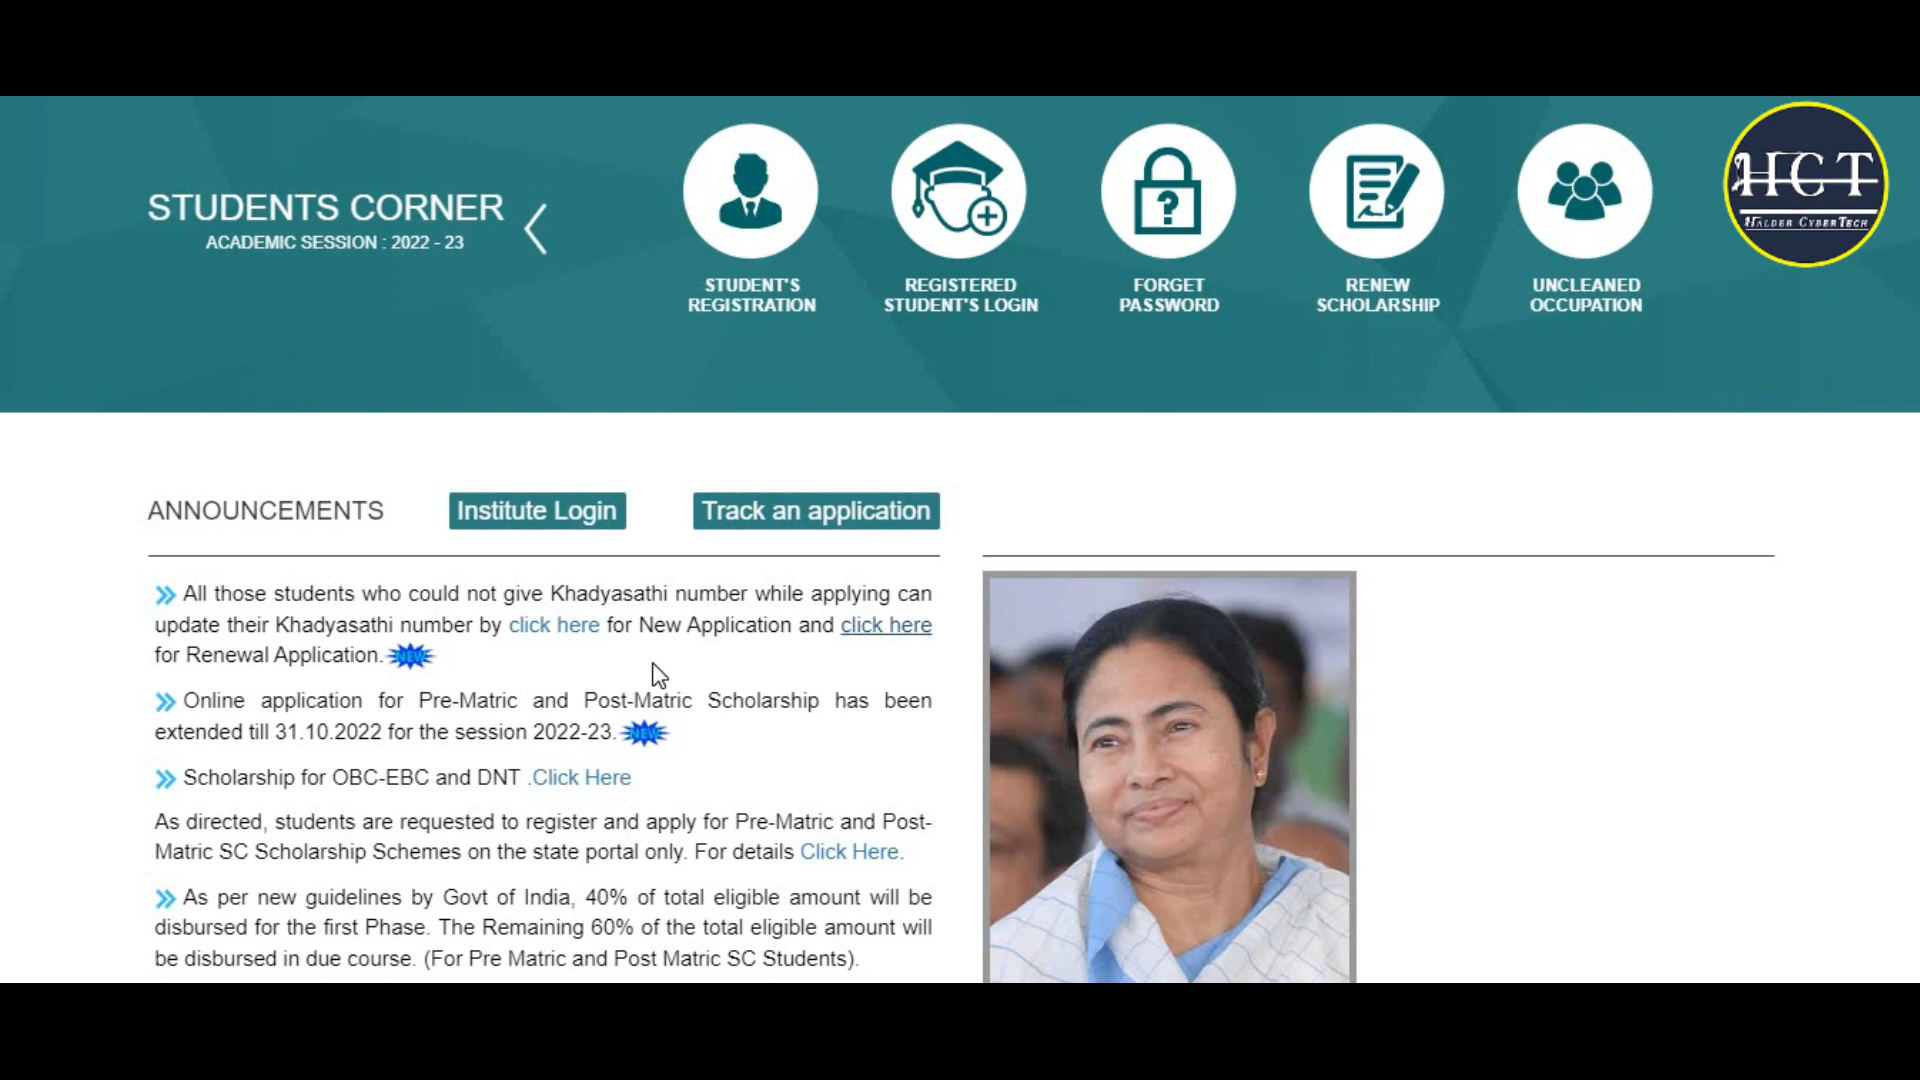 STUDENTS CORNER
ACADEMIC SESSION : 2022 - 23
STUDENT'S
REGISTRATION
REGISTERED
STUDENT'S LOGIN
FORGET
PASSWORD
RENEW
SCHOLARSHIP
UNCLEANED
OCCUPATION
HCT
HALDER CYBERTECH
ANNOUNCEMENTS
Institute Login
Track an application
All those students who could not give Khadyasathi number while applying can
update their Khadyasathi number by click here for New Application and click here
for Renewal Application. NEW
Online application for Pre-Matric and Post-Matric Scholarship has been
extended till 31.10.2022 for the session 2022-23. NEW
Scholarship for OBC-EBC and DNT .Click Here
As directed, students are requested to register and apply for Pre-Matric and Post-
Matric SC Scholarship Schemes on the state portal only. For details Click Here.
As per new guidelines by Govt of India, 40% of total eligible amount will be
disbursed for the first Phase. The Remaining 60% of the total eligible amount will
be disbursed in due course. (For Pre Matric and Post Matric SC Students).